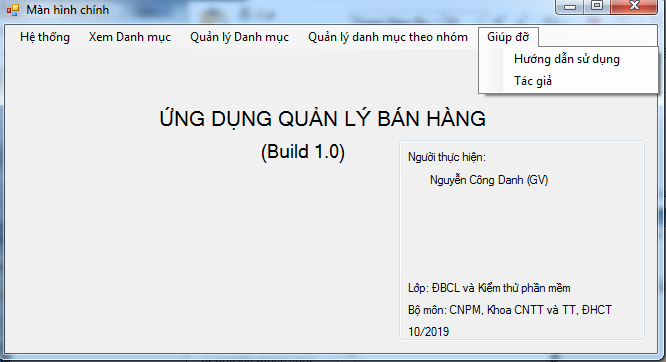 Màn hình chính
Hệ thống Xem Danh mục Quản lý Danh mục Quản lý danh mục theo nhóm Giúp đỡ
Hướng dẫn sử dụng
Tác giả
ỨNG DỤNG QUẢN LÝ BÁN HÀNG
(Build 1.0)
Người thực hiện:
Nguyễn Công Danh (GV)
Lớp: ĐBCL và Kiểm thử phần mềm
Bộ môn: CNPM, Khoa CNTT và TT, ĐHCT
10/2019